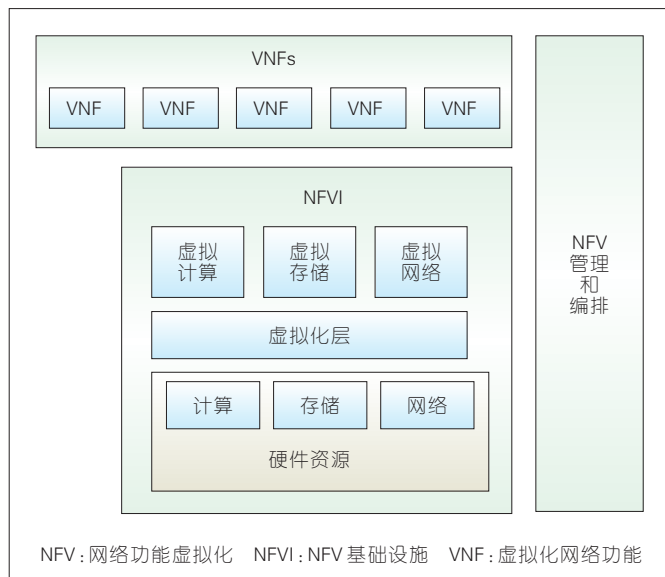 VNFs
VNF VNF VNF VNF VNF
NFVI
虚拟
计算
虚拟
存储
虚拟
网络
虚拟化层
计算 存储 网络
硬件资源
NFV
管理
和
编排
NFV:网络功能虚拟化 NFVI:NFV基础设施 VNF:虚拟化网络功能